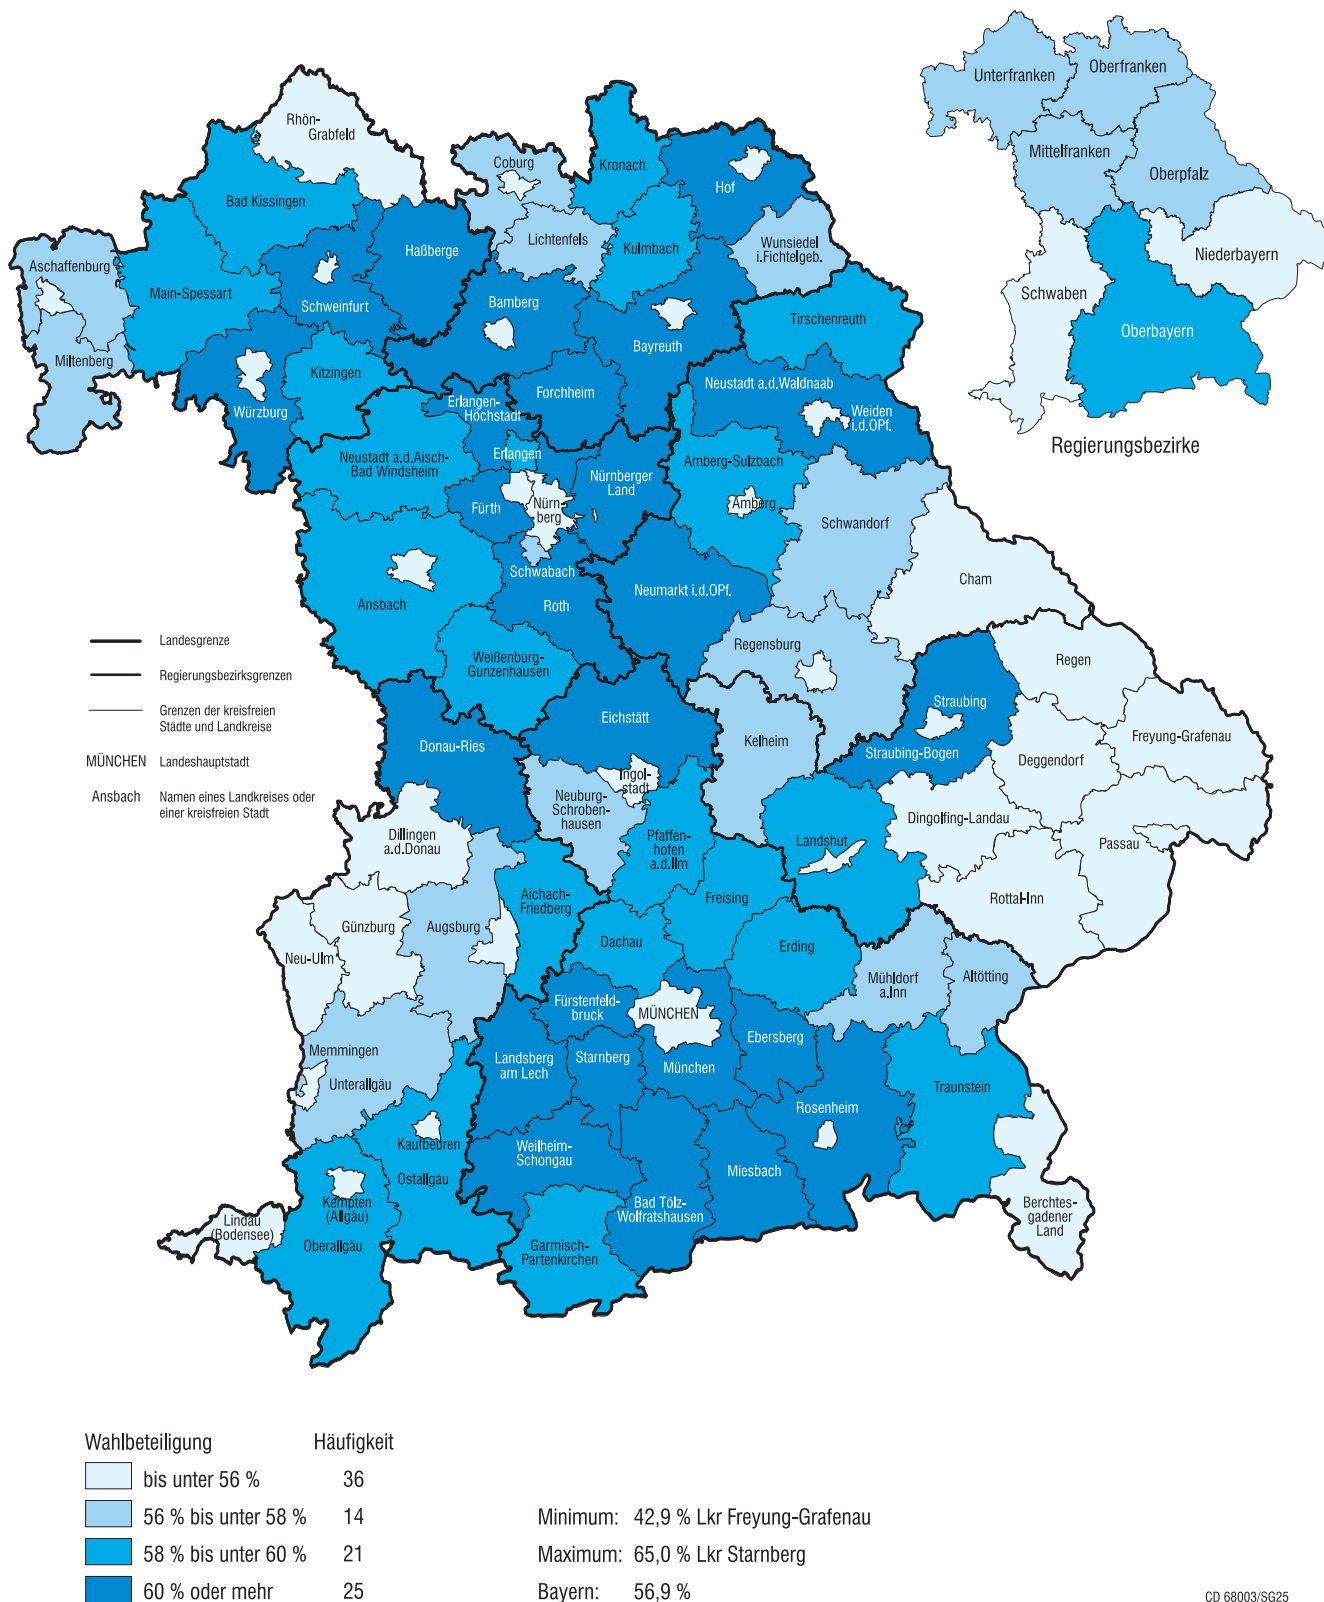 Unterfranken
Oberfranken
Mittelfranken
Oberpfalz
Niederbayern
Schwaben
Oberbayern
Regierungsbezirke
Rhön-
Grabfeld
Coburg
Kronach
Hof
Bad Kissingen
Lichtenfels
Kulmbach
Wunsiedel
i.Fichtelgeb.
Haßberge
Aschaffenburg
Main-Spessart
Schweinfurt
Bamberg
Bayreuth
Tirschenreuth
Miltenberg
Kitzingen
Würzburg
Forchheim
Erlangen-
Höchstadt
Neustadt a.d.Waldnaab
Weiden
i.d.OPf.
Neustadt a.d.Aisch-
Bad Windsheim
Erlangen
Nürnberger
Land
Amberg-Sulzbach
Amberg
Fürth
Nürn-
berg
Schwandorf
Schwabach
Roth
Ansbach
Neumarkt i.d.OPf.
Cham
Weißenburg-
Gunzenhausen
Regensburg
Regen
Landesgrenze
Regierungsbezirksgrenzen
Grenzen der kreisfreien
Städte und Landkreise
MÜNCHEN Landeshauptstadt
Ansbach Namen eines Landkreises oder
einer kreisfreien Stadt
Eichstätt
Donau-Ries
Kelheim
Straubing
Straubing-Bogen
Freyung-Grafenau
Deggendorf
Ingol-
stadt
Neuburg-
Schroben-
hausen
Dillingen
a.d.Donau
Pfaffen-
hofen
a.d.Ilm
Landshut
Dingolfing-Landau
Passau
Rottal-Inn
Aichach-
Friedberg
Freising
Günzburg
Augsburg
Neu-Ulm
Dachau
Erding
Mühldorf
a.Inn
Altötting
Fürstenfeld-
bruck
MÜNCHEN
Ebersberg
Memmingen
Unterallgäu
Landsberg
am Lech
Starnberg
München
Traunstein
Rosenheim
Kaufbeuren
Ostallgäu
Weilheim-
Schongau
Miesbach
Bad Tölz-
Wolfratshausen
Berchtes-
gadener
Land
Kempten
(Allgäu)
Oberallgäu
Lindau
(Bodensee)
Garmisch-
Partenkirchen
Wahlbeteiligung Häufigkeit
bis unter 56 % 36
56 % bis unter 58 % 14
58 % bis unter 60 % 21
60 % oder mehr 25
Minimum: 42,9 % Lkr Freyung-Grafenau
Maximum: 65,0 % Lkr Starnberg
Bayern: 56,9 %
CD 68003/SG25